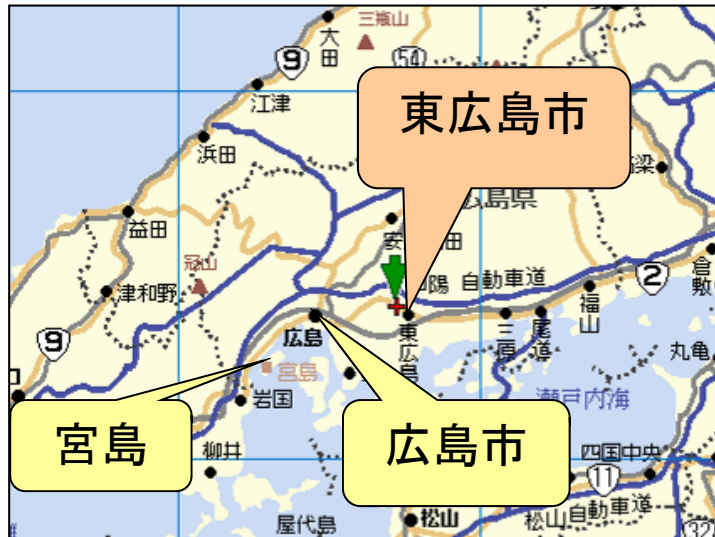 三瓶山
大田
9
54
江津
東広島市
浜田
高梁
広島県
益田
冠山
倉敷
津和野
山陽 自動車道
2
福山
広島
東広島
三原
尾道
9
丸亀
宮島
岩国
瀬戸内海
宮島
広島市
柳井
四国中央
11
屋代島
松山
松山自動車道
32